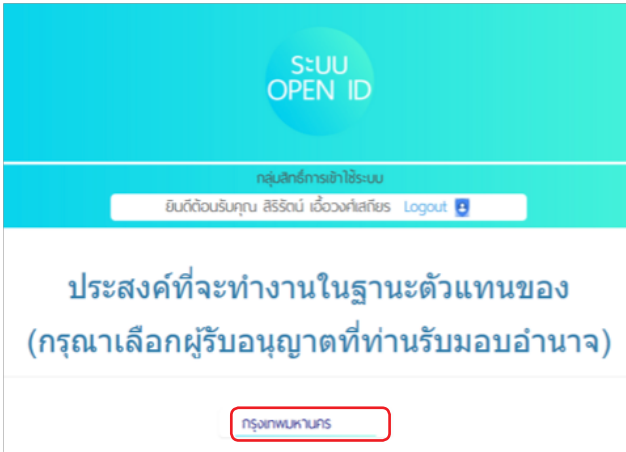 ระบบ
OPEN ID
กลุ่มสิทธิ์การเข้าใช้ระบบ
ยินดีต้อนรับคุณ สิริรัตน์ เอื้อวงศ์เสถียร Logout
ประสงค์ที่จะทำงานในฐานะตัวแทนของ
(กรุณาเลือกผู้รับอนุญาตที่ท่านรับมอบอำนาจ)
กรุงเทพมหานคร